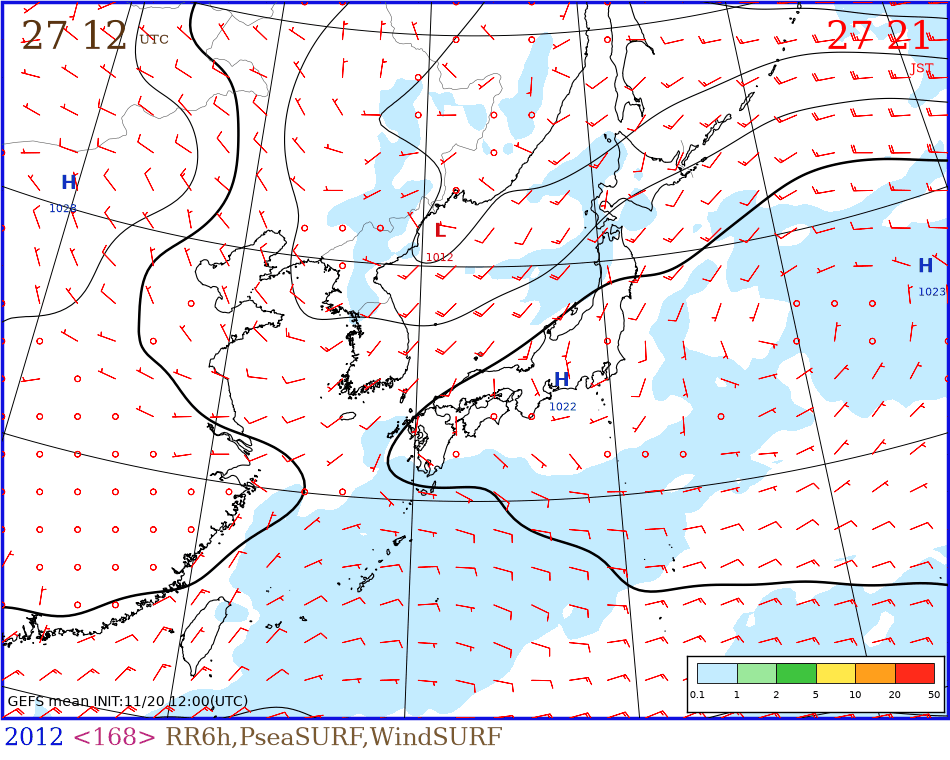 27 12 UTC
27 21
JST
H
1023
L
1012
H
1023
H
1022
0.1 1 2 5 10 20 50
GEFS mean INIT:11/20 12:00(UTC)
2012 <168> RR6h,PseaSURF,WindSURF